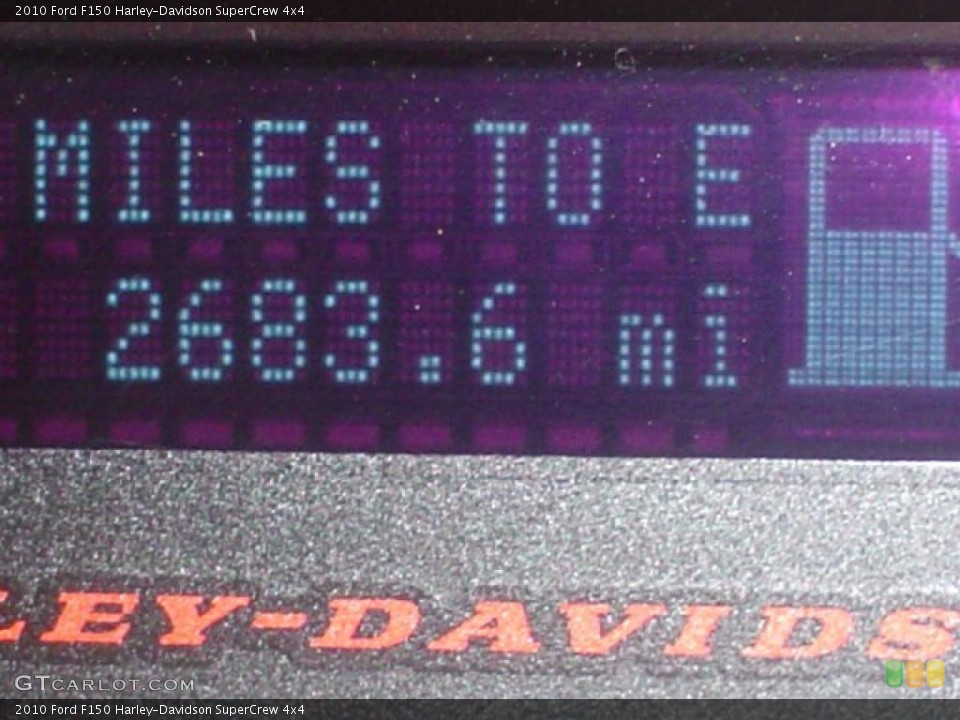 2010 Ford F150 Harley-Davidson SuperCrew 4x4
MILES TO E
2683.6 mi
LEY-DAVIDS
GTCARLOT.COM
2010 Ford F150 Harley-Davidson SuperCrew 4x4